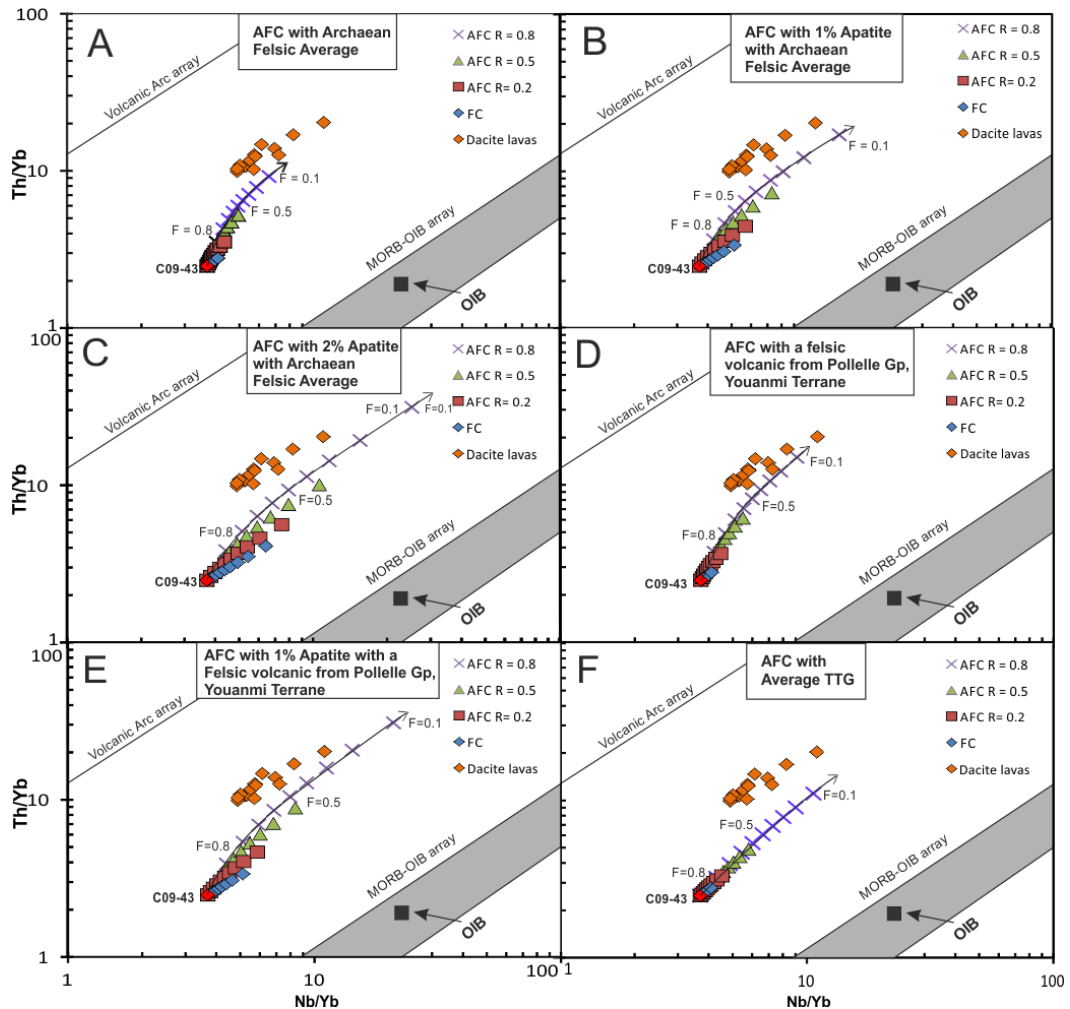 A
AFC with Archaean
Felsic Average
AFC R = 0.8
AFC R = 0.5
AFC R= 0.2
FC
Dacite lavas
Volcanic Arc array
F = 0.1
F = 0.5
F = 0.8
C09-43
MORB-OIB array
OIB
100
10
1
Th/Yb
B
AFC with 1% Apatite
with Archaean
Felsic Average
AFC R = 0.8
AFC R = 0.5
AFC R = 0.2
FC
Dacite lavas
Volcanic Arc array
F = 0.1
F = 0.5
F = 0.8
C09-43
MORB-OIB array
OIB
C
AFC with 2% Apatite
with Archaean
Felsic Average
AFC R = 0.8
AFC R = 0.5
AFC R = 0.2
FC
Dacite lavas
Volcanic Arc array
F=0.1
F=0.1
F=0.5
F=0.8
C09-43
MORB-OIB array
OIB
100
10
1
Th/Yb
D
AFC with a felsic
volcanic from Pollelle Gp,
Youanmi Terrane
AFC R = 0.8
AFC R = 0.5
AFC R = 0.2
FC
Dacite lavas
Volcanic Arc array
F=0.1
F=0.5
F=0.8
C09-43
MORB-OIB array
OIB
E
AFC with 1% Apatite with a
Felsic volcanic from Pollelle Gp,
Youanmi Terrane
AFC R = 0.8
AFC R = 0.5
AFC R = 0.2
FC
Dacite lavas
Volcanic Arc array
F=0.1
F=0.5
F=0.8
C09-43
MORB-OIB array
OIB
100
10
1
Th/Yb
1
10
100
Nb/Yb
F
AFC with
Average TTG
AFC R = 0.8
AFC R = 0.5
AFC R = 0.2
FC
Dacite lavas
Volcanic Arc array
F=0.1
F=0.5
F=0.8
C09-43
MORB-OIB array
OIB
1
10
100
Nb/Yb